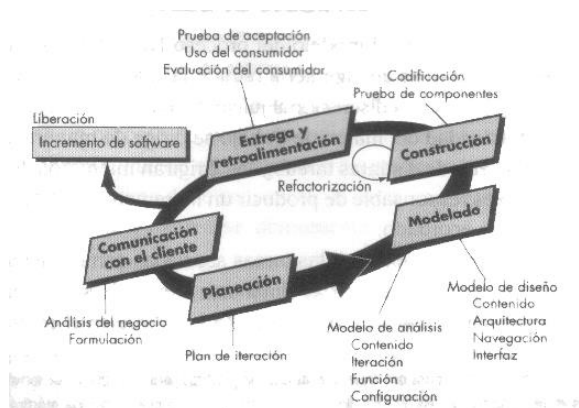 Prueba de aceptación
Uso del consumidor
Evaluación del consumidor
Codificación
Prueba de componentes
Liberación
Incremento de software
Entrega y
retroalimentación
Construcción
Refactorización
Comunicación
con el cliente
Planeación
Modelado
Análisis del negocio
Formulación
Plan de iteración
Modelo de análisis
Contenido
Iteración
Función
Configuración
Modelo de diseño
Contenido
Arquitectura
Navegación
Interfaz